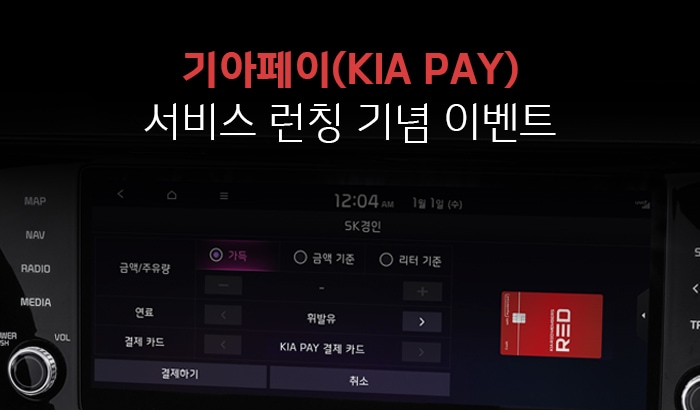 기아페이(KIA PAY)
서비스 런칭 기념 이벤트
MAP
NAV
RADIO
MEDIA
VOL
12:04 AM 1월 1일 (수)
SK경인
금액/주유량 가득 금액 기준 리터 기준
- - +
연료 < 휘발유 >
결제 카드 < KIA PAY 결제 카드 >
결제하기 취소
RED